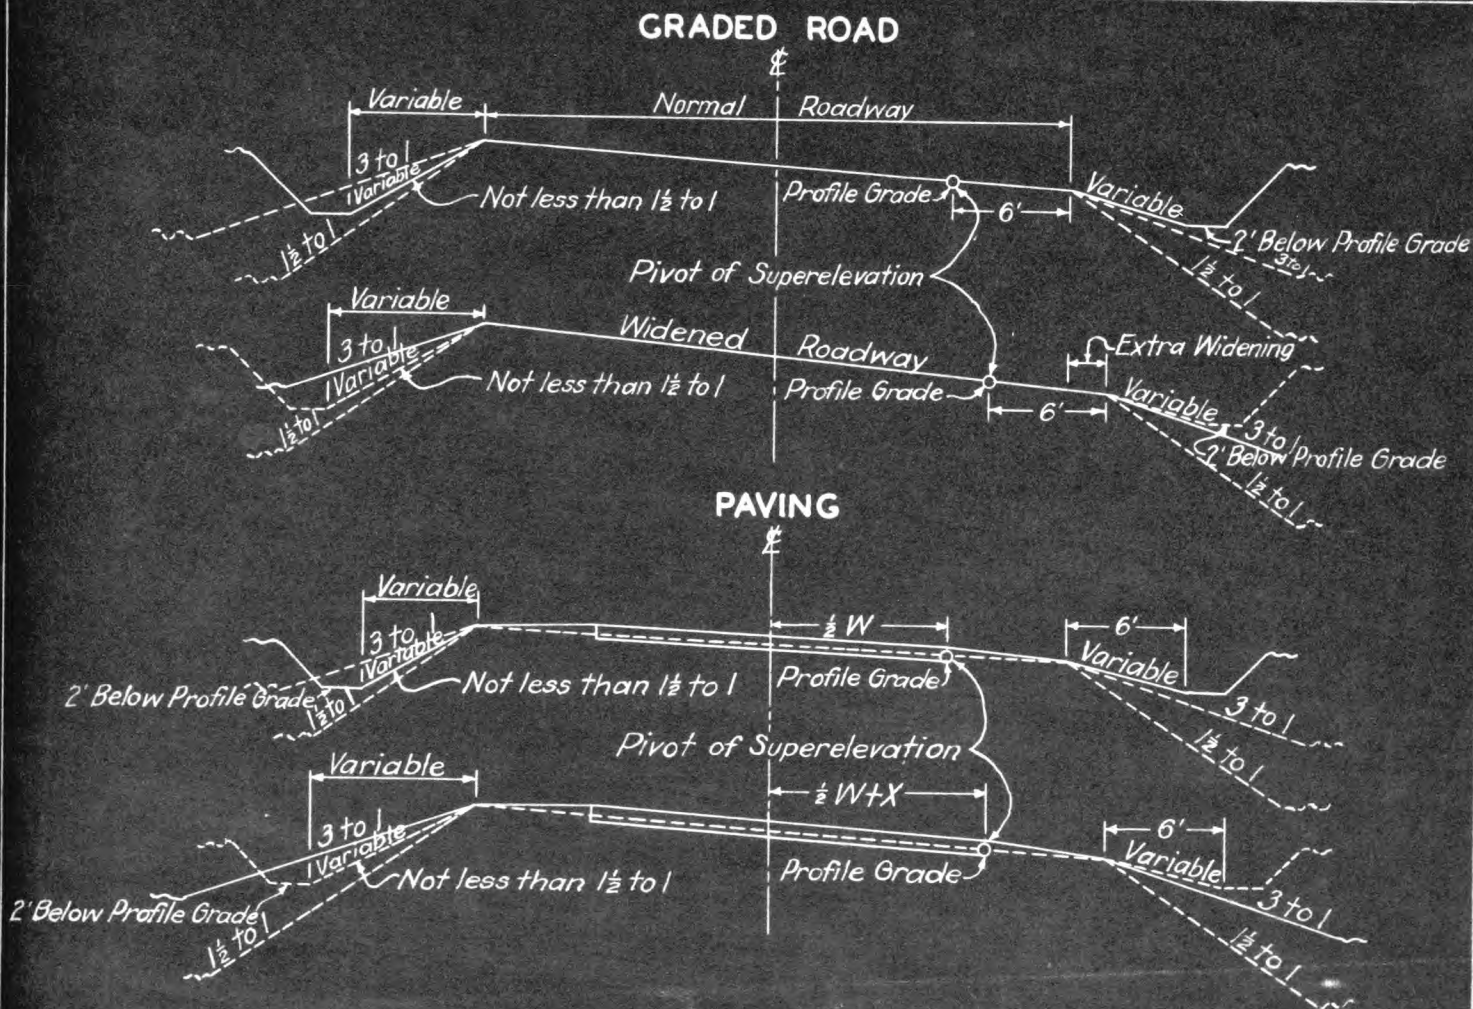 GRADED ROAD
℄
Variable
Normal Roadway
3 to 1
1 Variable
Not less than 1½ to 1
1½ to 1
Profile Grade
6'
Variable
2' Below Profile Grade
3 to 1
1½ to 1
Pivot of Superelevation
Variable
Widened Roadway
Extra Widening
3 to 1
1 Variable
Not less than 1½ to 1
1½ to 1
Profile Grade
6'
Variable
3 to 1
2' Below Profile Grade
1½ to 1
PAVING
℄
Variable
½ W
6'
3 to 1
1 Variable
Not less than 1½ to 1
Profile Grade
Variable
2' Below Profile Grade
1½ to 1
3 to 1
1½ to 1
Pivot of Superelevation
Variable
½ W+X
6'
3 to 1
1 Variable
Not less than 1½ to 1
Profile Grade
Variable
2' Below Profile Grade
1½ to 1
3 to 1
1½ to 1